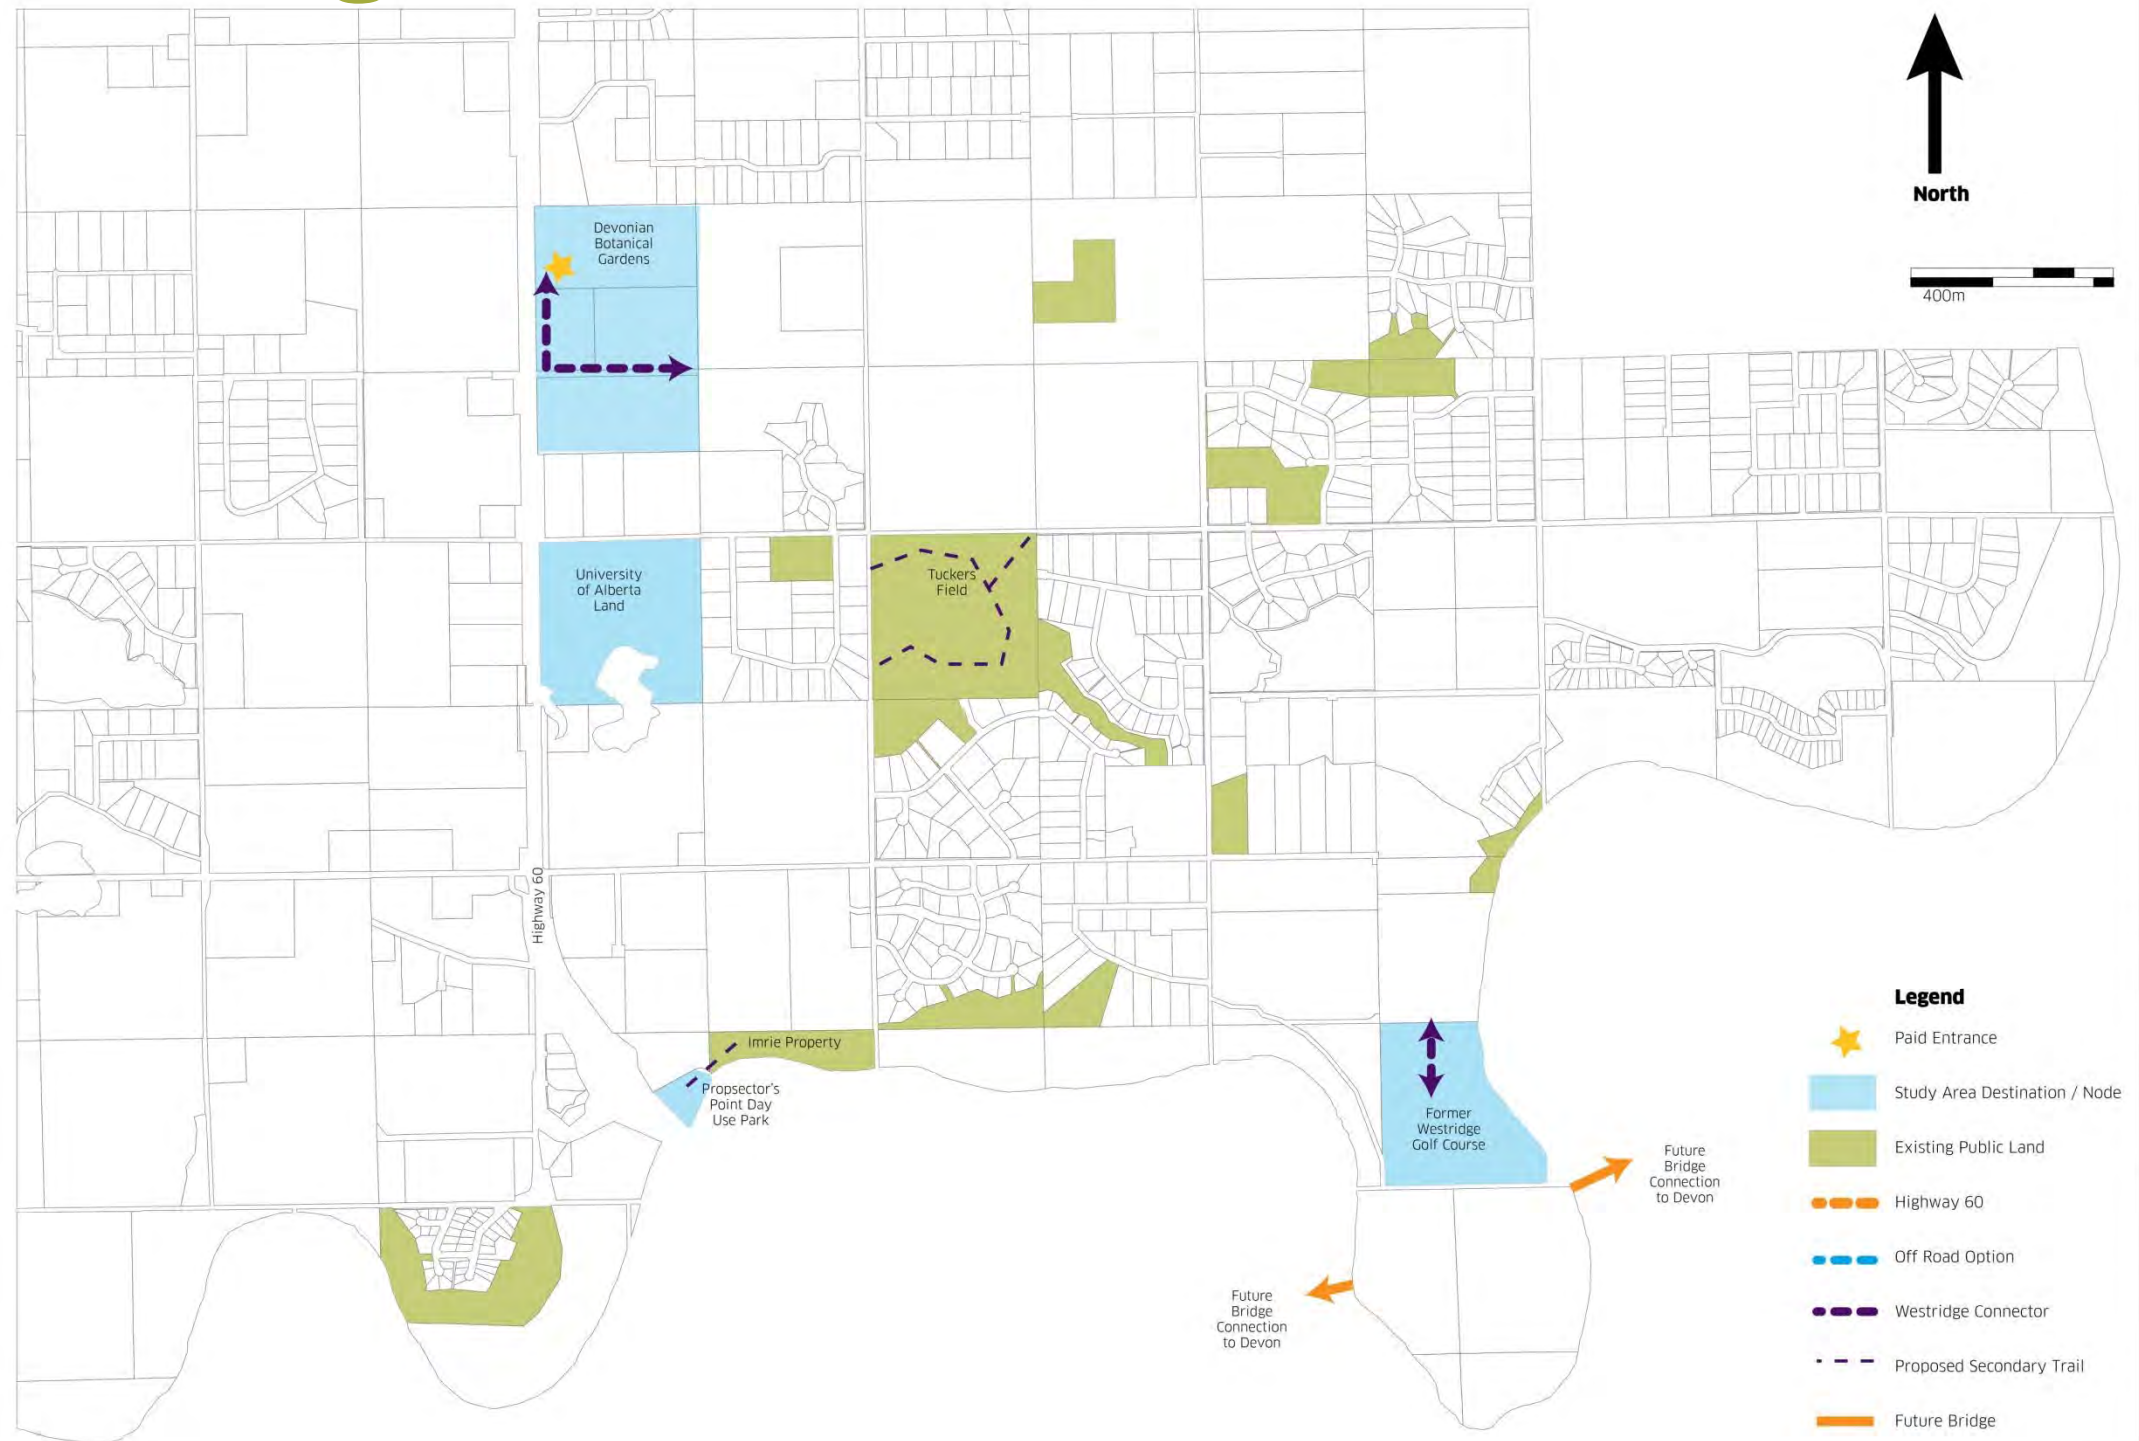 North
400m
Devonian
Botanical
Gardens
University
of Alberta
Land
Tuckers
Field
Highway 60
Imrie Property
Propsector's
Point Day
Use Park
Former
Westridge
Golf Course
Future
Bridge
Connection
to Devon
Future
Bridge
Connection
to Devon
Legend
Paid Entrance
Study Area Destination / Node
Existing Public Land
Highway 60
Off Road Option
Westridge Connector
Proposed Secondary Trail
Future Bridge